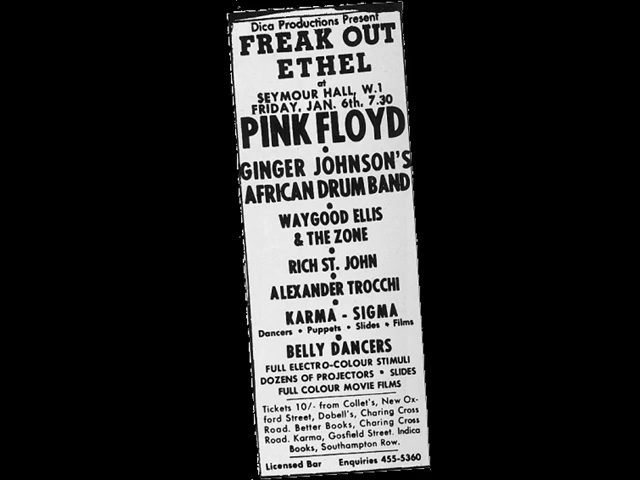 Dica Productions Present
FREAK OUT
ETHEL
at
SEYMOUR HALL, W.1
FRIDAY, JAN. 6th, 7.30
PINK FLOYD
•
GINGER JOHNSON'S
AFRICAN DRUM BAND
•
WAYGOOD ELLIS
& THE ZONE
•
RICH ST. JOHN
•
ALEXANDER TROCCHI
•
KARMA - SIGMA
Dancers • Puppets • Slides • Films
•
BELLY DANCERS
FULL ELECTRO-COLOUR STIMULI
DOZENS OF PROJECTORS • SLIDES
FULL COLOUR MOVIE FILMS
Tickets 10/- from Collet's, New Ox-
ford Street, Dobell's, Charing Cross
Road. Better Books, Charing Cross
Road. Karma, Gosfield Street. Indica
Books, Southampton Row.
Licensed Bar Enquiries 455-5360